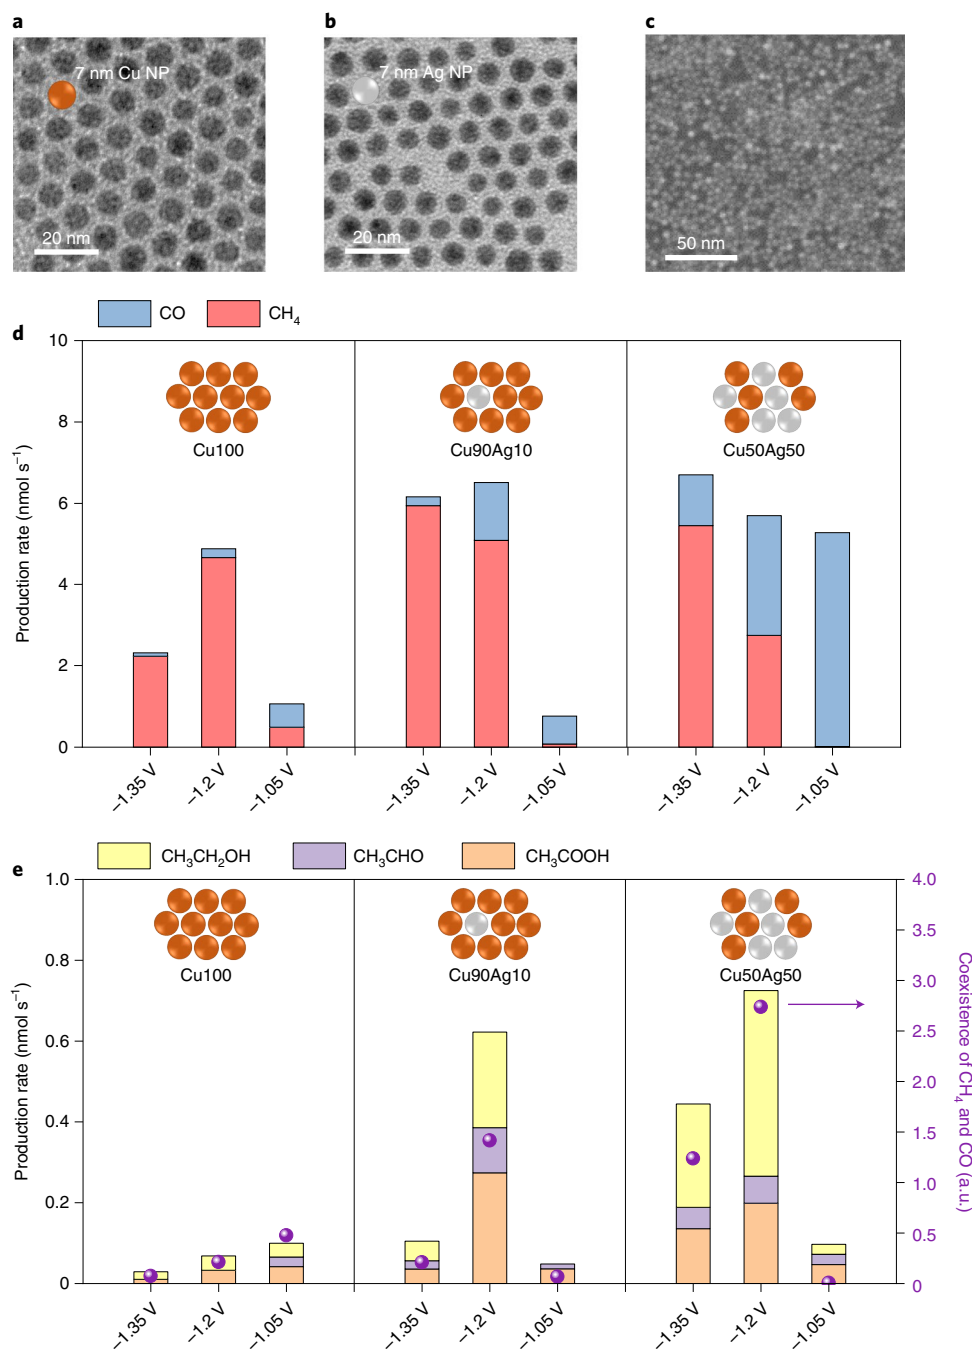 a
b
c
7 nm Cu NP
7 nm Ag NP
20 nm
20 nm
50 nm
CO
CH₄
d
10
8
6
4
2
0
Production rate (nmol s⁻¹)
Cu100
Cu90Ag10
Cu50Ag50
−1.35 V
−1.2 V
−1.05 V
−1.35 V
−1.2 V
−1.05 V
−1.35 V
−1.2 V
−1.05 V
e
CH₃CH₂OH
CH₃CHO
CH₃COOH
1.0
0.8
0.6
0.4
0.2
0
Production rate (nmol s⁻¹)
Cu100
Cu90Ag10
Cu50Ag50
4.0
3.5
3.0
2.5
2.0
1.5
1.0
0.5
0
Coexistence of CH₄ and CO (a.u.)
−1.35 V
−1.2 V
−1.05 V
−1.35 V
−1.2 V
−1.05 V
−1.35 V
−1.2 V
−1.05 V